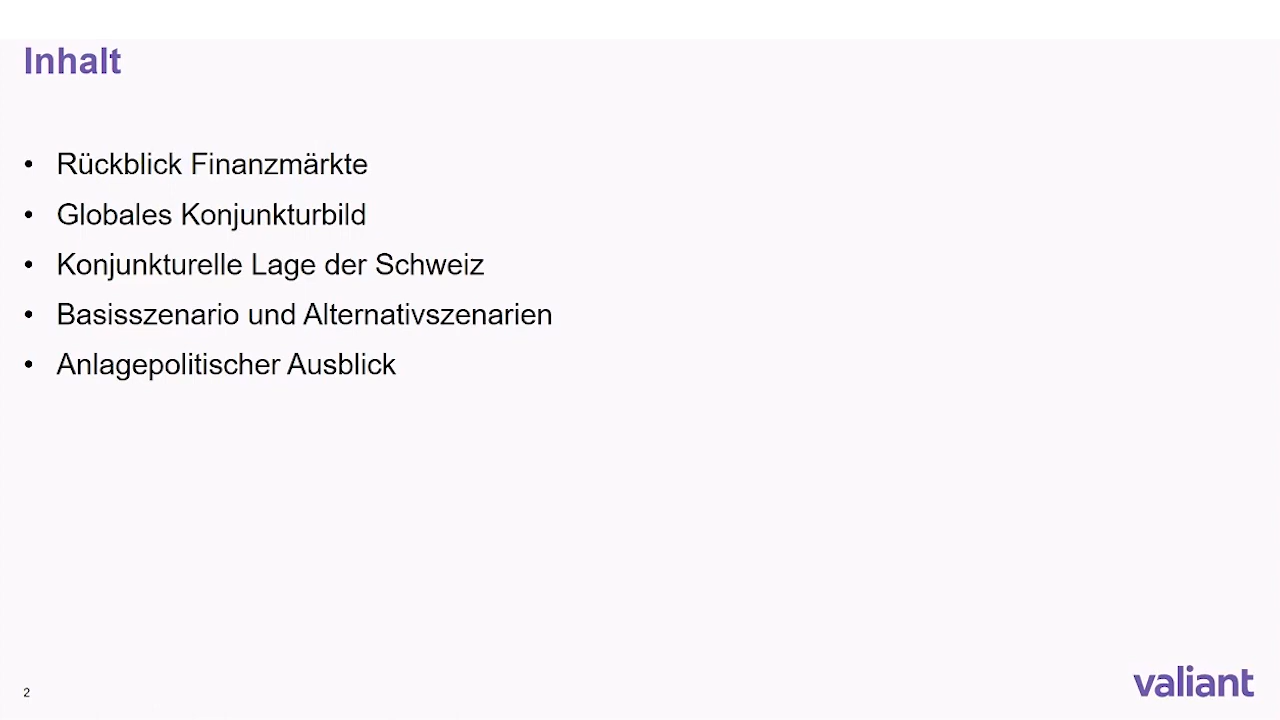 Inhalt
• Rückblick Finanzmärkte
• Globales Konjunkturbild
• Konjunkturelle Lage der Schweiz
• Basisszenario und Alternativszenarien
• Anlagepolitischer Ausblick
2
valiant